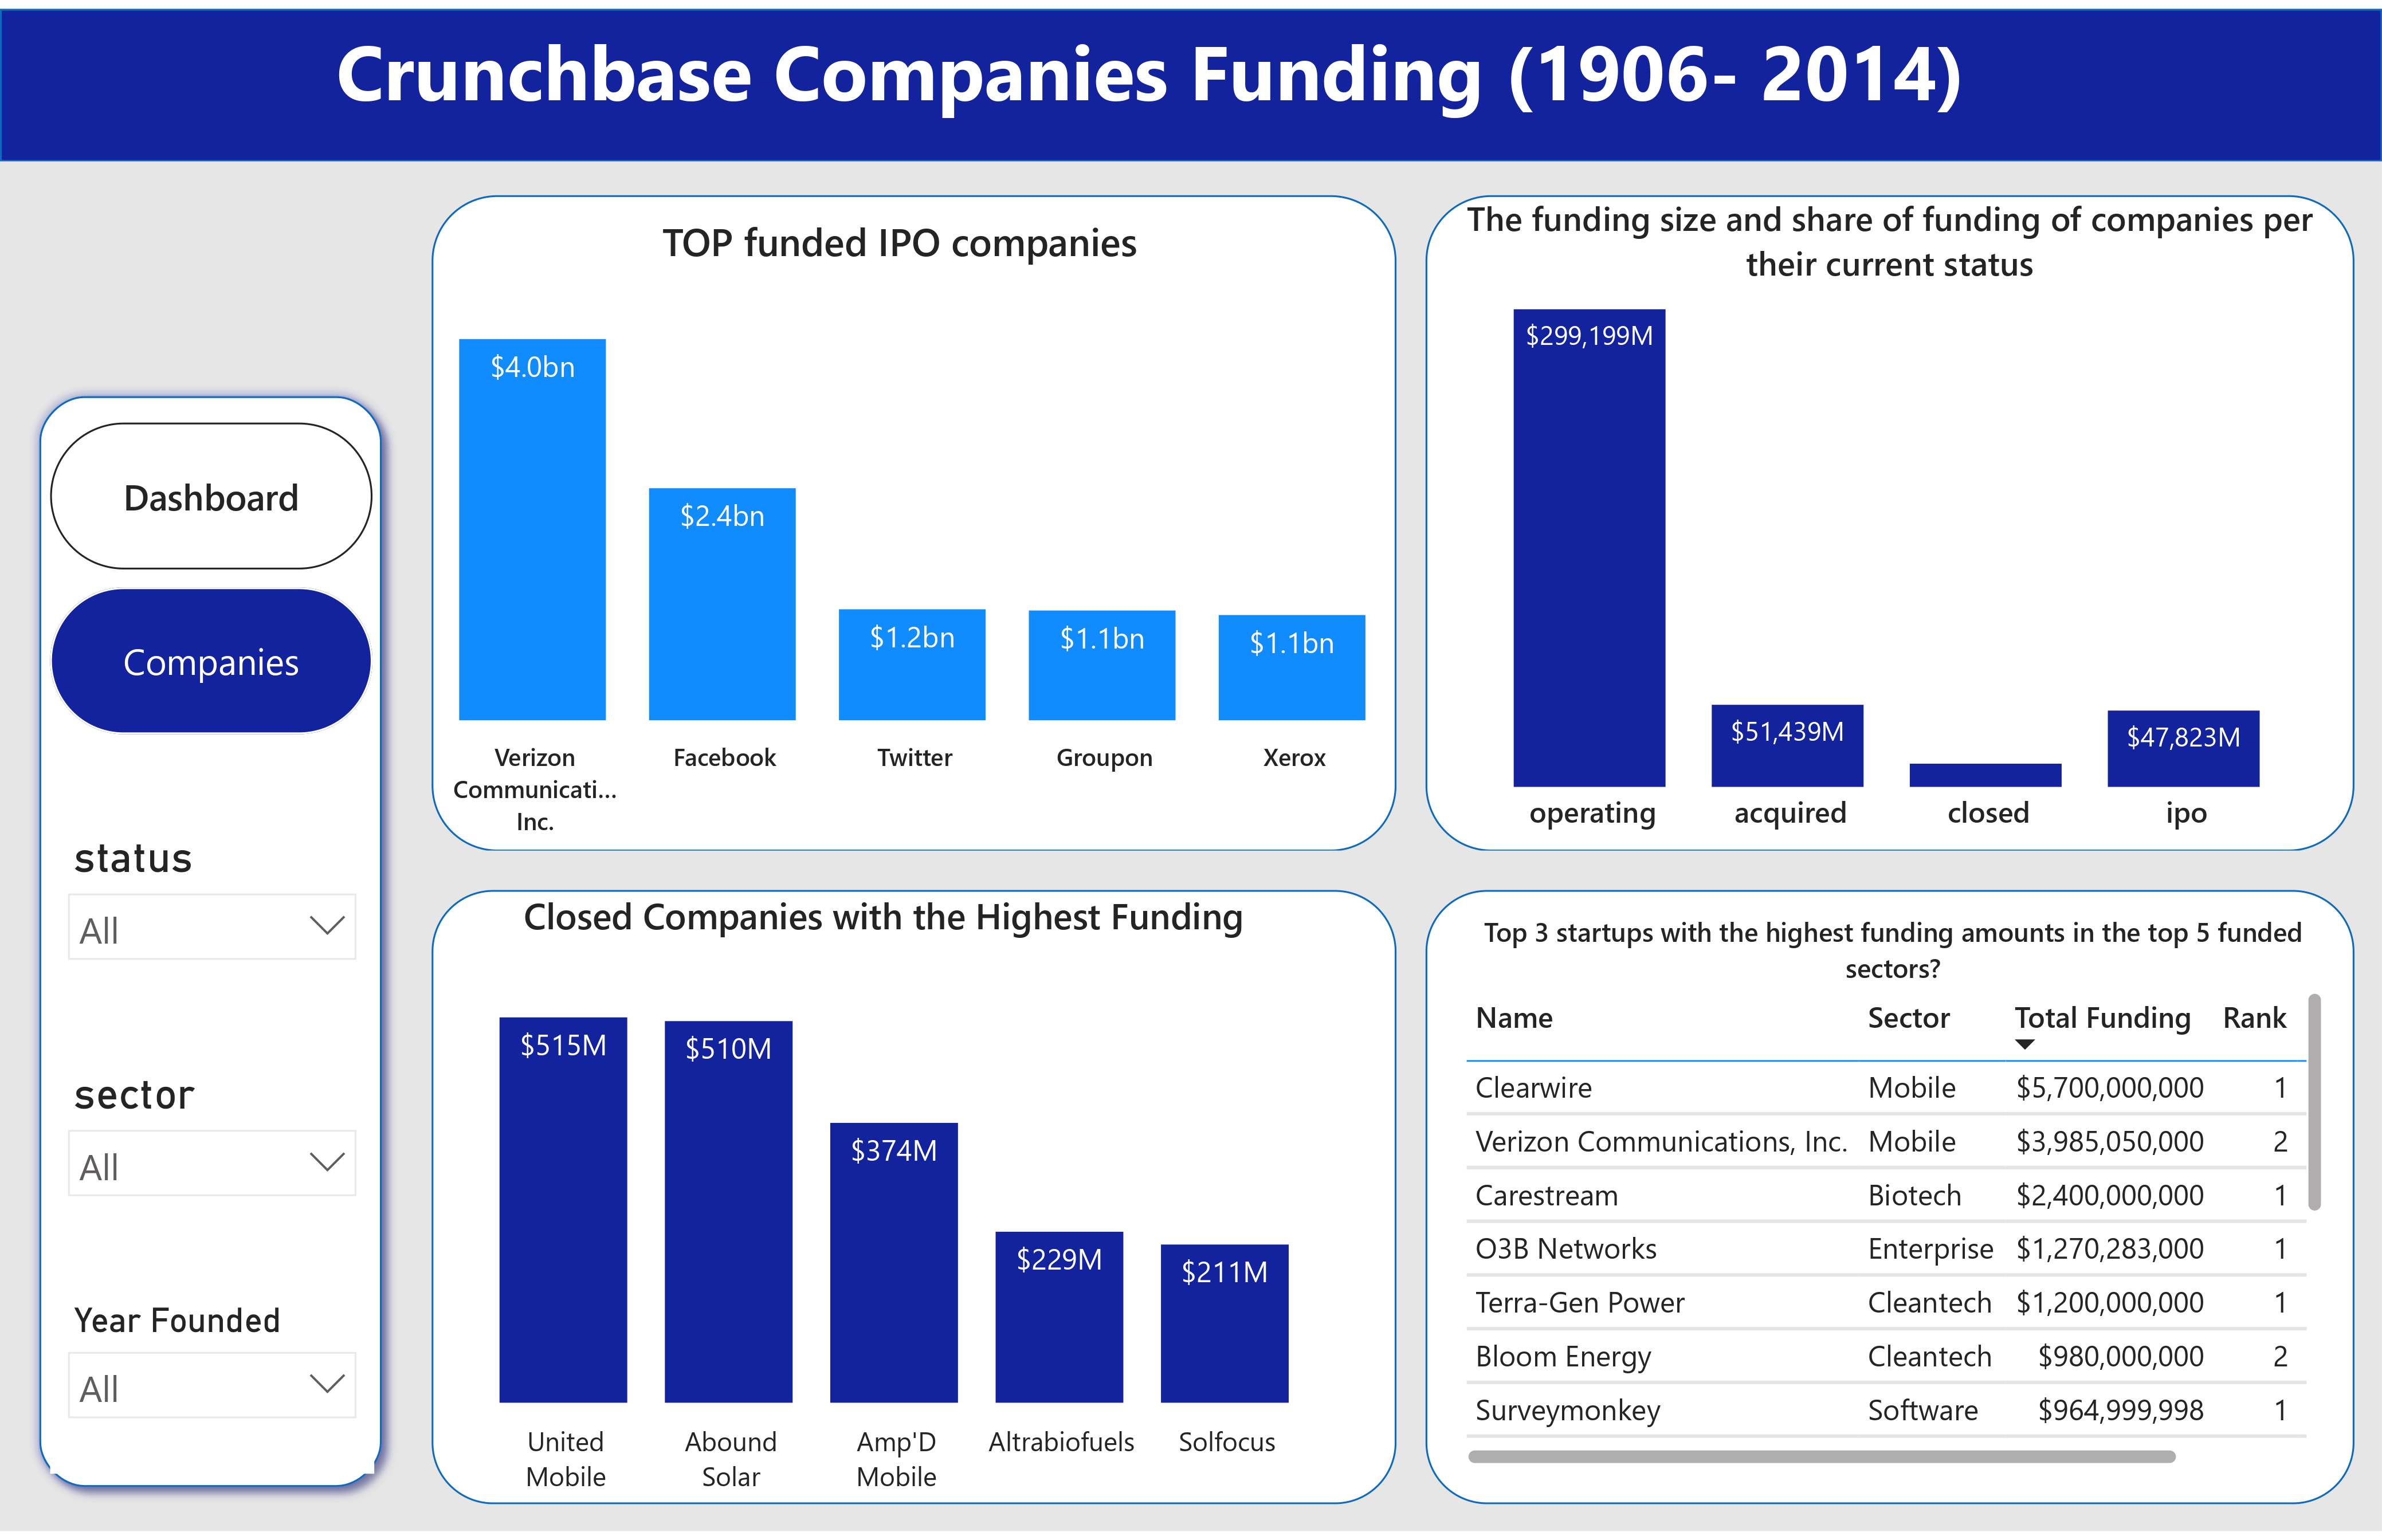 Crunchbase Companies Funding (1906- 2014)
Dashboard
Companies
status
All
sector
All
Year Founded
All
TOP funded IPO companies
$4.0bn
$2.4bn
$1.2bn
$1.1bn
$1.1bn
Verizon
Communicati...
Inc.
Facebook
Twitter
Groupon
Xerox
The funding size and share of funding of companies per
their current status
$299,199M
$51,439M
$47,823M
operating
acquired
closed
ipo
Closed Companies with the Highest Funding
$515M
$510M
$374M
$229M
$211M
United
Mobile
Abound
Solar
Amp'D
Mobile
Altrabiofuels
Solfocus
Top 3 startups with the highest funding amounts in the top 5 funded
sectors?
Name Sector Total Funding Rank
Clearwire Mobile $5,700,000,000 1
Verizon Communications, Inc. Mobile $3,985,050,000 2
Carestream Biotech $2,400,000,000 1
O3B Networks Enterprise $1,270,283,000 1
Terra-Gen Power Cleantech $1,200,000,000 1
Bloom Energy Cleantech $980,000,000 2
Surveymonkey Software $964,999,998 1